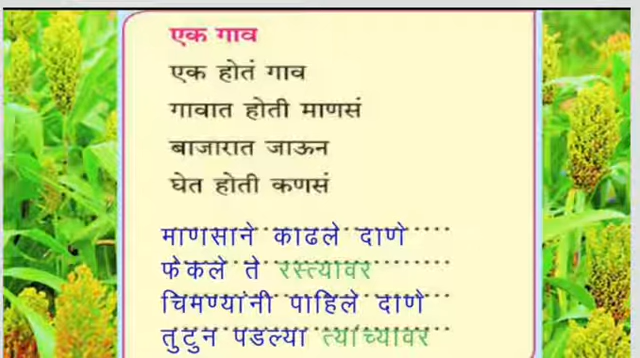 एक गाव
एक होतं गाव
गावात होती माणसं
बाजारात जाऊन
घेत होती कणसं
माणसाने काढले दाणे
फेकले ते रस्त्यावर
चिमण्यांनी पाहिले दाणे
तुटुन पडल्या त्यांच्यावर